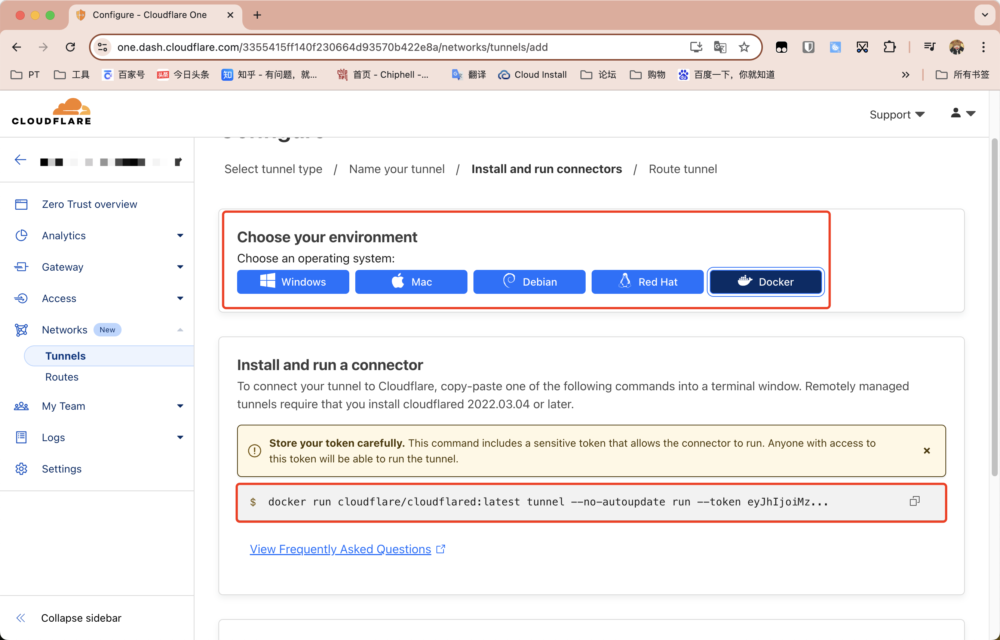 Configure - Cloudflare One
one.dash.cloudflare.com/3355415ff140f230664d93570b422e8a/networks/tunnels/add
PT 工具 百家号 今日头条 知乎 - 有问题，就... 首页 - Chiphell -... 翻译 Cloud Install 论坛 购物 百度一下，你就知道 所有书签
CLOUDFLARE
Support
Configure
Select tunnel type / Name your tunnel / Install and run connectors / Route tunnel
Zero Trust overview
Analytics
Gateway
Access
Networks New
Tunnels
Routes
My Team
Logs
Settings
Collapse sidebar
Choose your environment
Choose an operating system:
Windows Mac Debian Red Hat Docker
Install and run a connector
To connect your tunnel to Cloudflare, copy-paste one of the following commands into a terminal window. Remotely managed
tunnels require that you install cloudflared 2022.03.04 or later.
Store your token carefully. This command includes a sensitive token that allows the connector to run. Anyone with access to
this token will be able to run the tunnel.
$ docker run cloudflare/cloudflared:latest tunnel --no-autoupdate run --token eyJhIjoiMz...
View Frequently Asked Questions